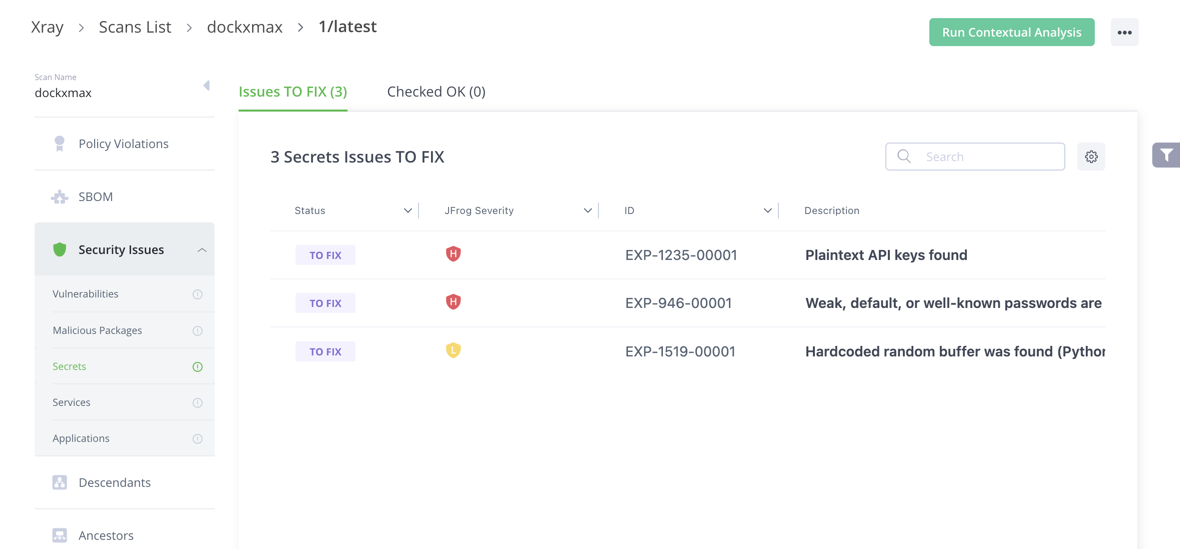 Xray > Scans List > dockxmax > 1/latest
Run Contextual Analysis
Scan Name
dockxmax
Issues TO FIX (3) Checked OK (0)
Policy Violations
SBOM
Security Issues
Vulnerabilities
Malicious Packages
Secrets
Services
Applications
Descendants
Ancestors
3 Secrets Issues TO FIX
Search
Status JFrog Severity ID Description
TO FIX H EXP-1235-00001 Plaintext API keys found
TO FIX H EXP-946-00001 Weak, default, or well-known passwords are
TO FIX L EXP-1519-00001 Hardcoded random buffer was found (Python